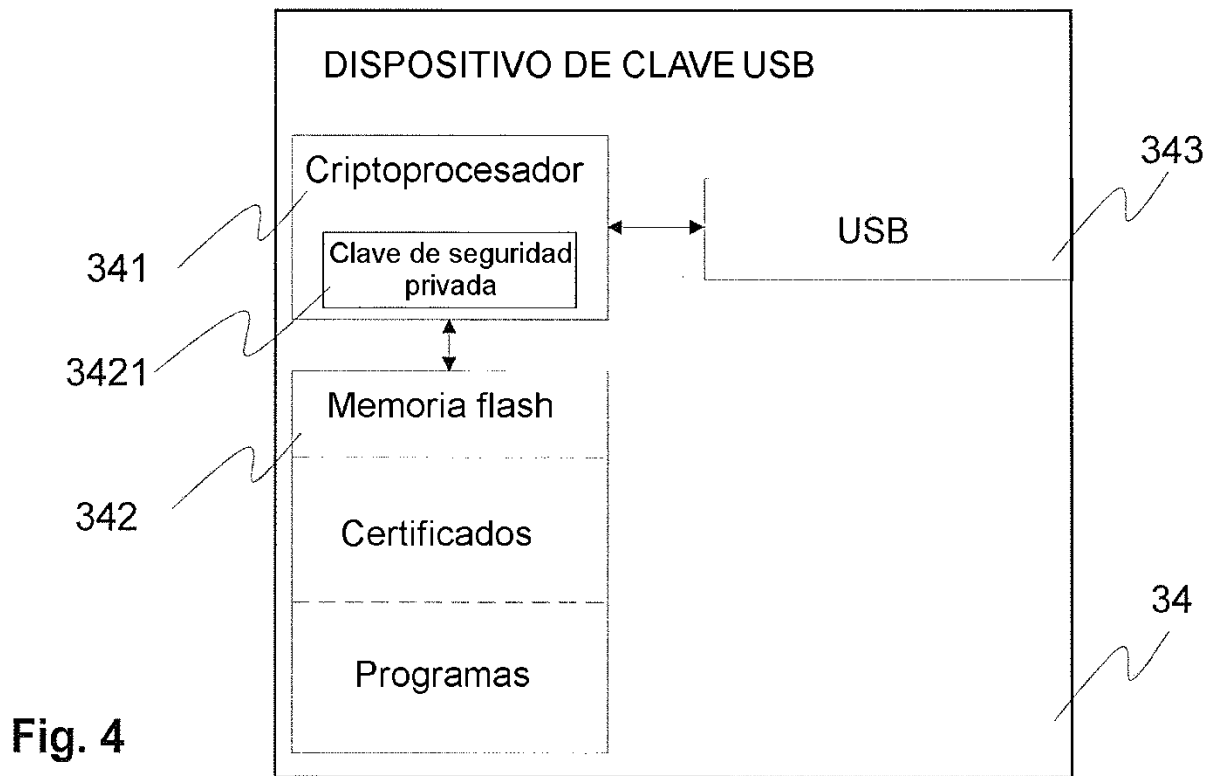 DISPOSITIVO DE CLAVE USB
Criptoprocesador
343
USB
Clave de seguridad
privada
341
3421
Memoria flash
342
Certificados
34
Programas
Fig. 4